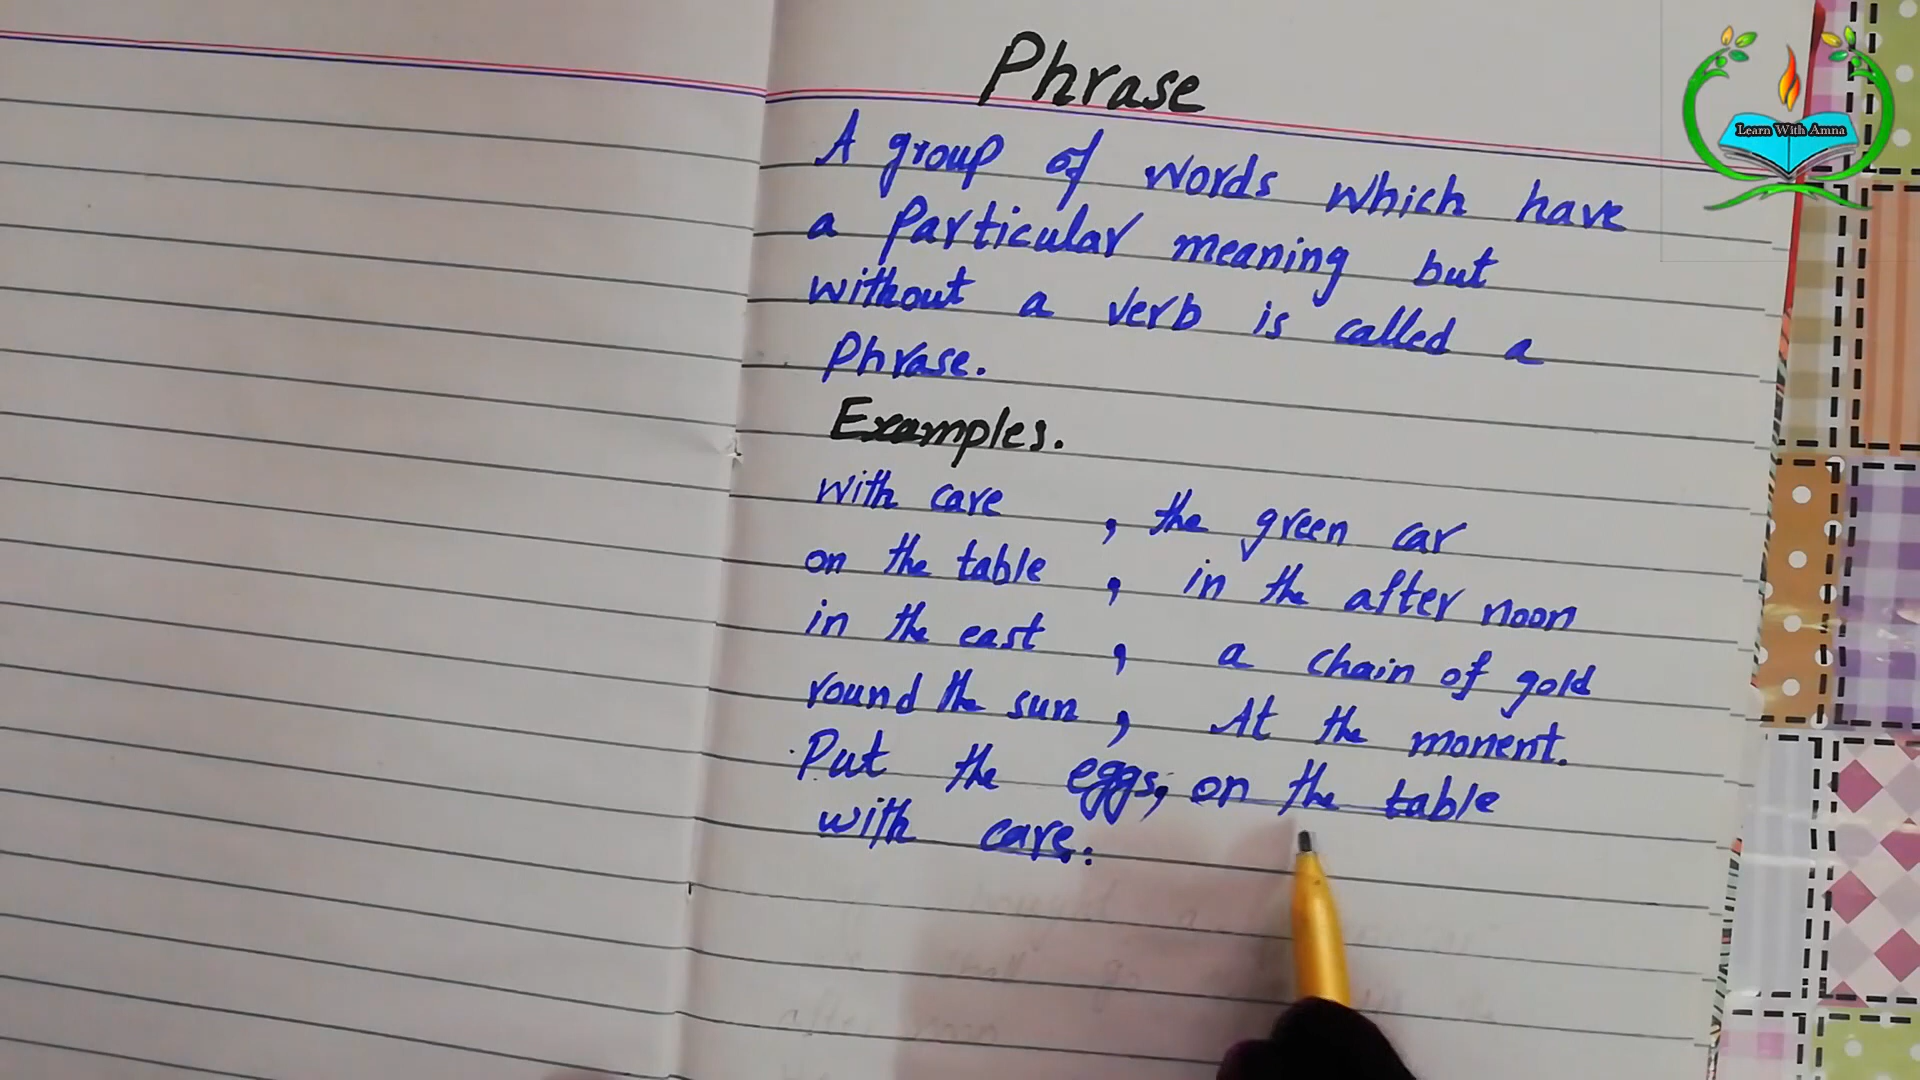 Phrase
A group of words which have
a particular meaning but
without a verb is called a
Phrase.
Examples.
with care , the green car
on the table , in the after noon
in the east , a chain of gold
round the sun , At the monent.
Put the eggs, on the table
with care.
Learn With Amna